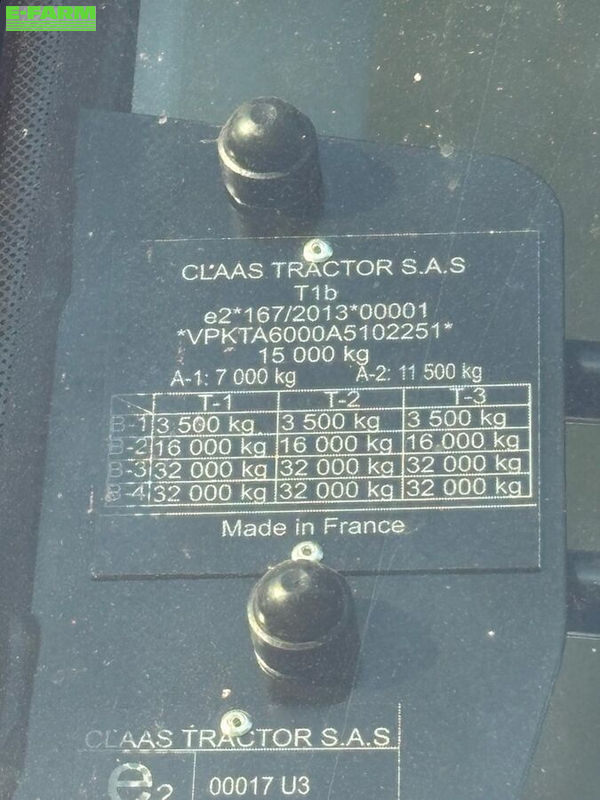 E-FARM
CLAAS TRACTOR S.A.S
T1b
e2*167/2013*00001
*VPKTA6000A5102251*
15 000 kg
A-1: 7 000 kg A-2: 11 500 kg
T-1 T-2 T-3
B-1 3 500 kg 3 500 kg 3 500 kg
B-2 16 000 kg 16 000 kg 16 000 kg
B-3 32 000 kg 32 000 kg 32 000 kg
B-4 32 000 kg 32 000 kg 32 000 kg
Made in France
CLAAS TRACTOR S.A.S
e2 00017 U3